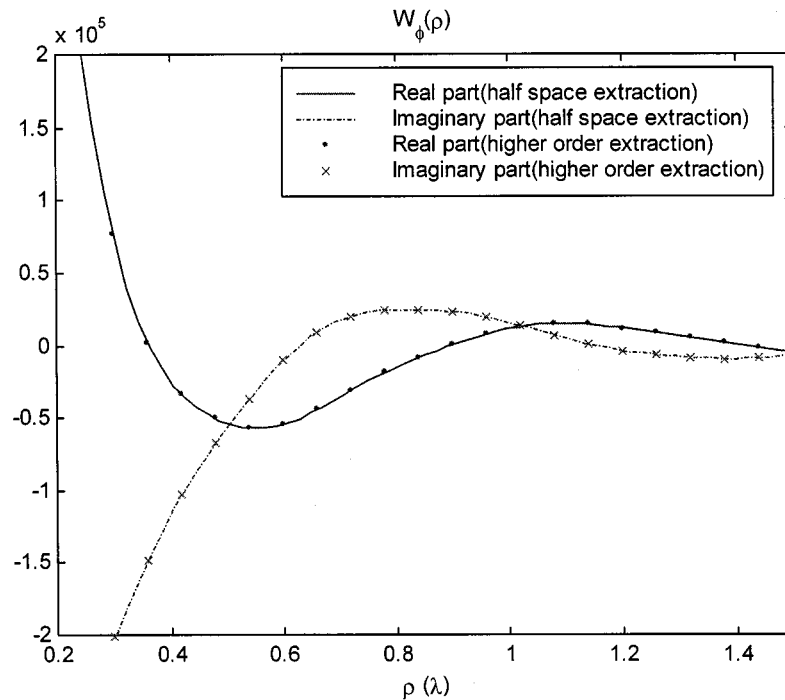 W_ϕ(ρ)
× 10^5
Real part(half space extraction)
Imaginary part(half space extraction)
Real part(higher order extraction)
Imaginary part(higher order extraction)
2
1.5
1
0.5
0
-0.5
-1
-1.5
-2
0.2 0.4 0.6 0.8 1 1.2 1.4
ρ (λ)